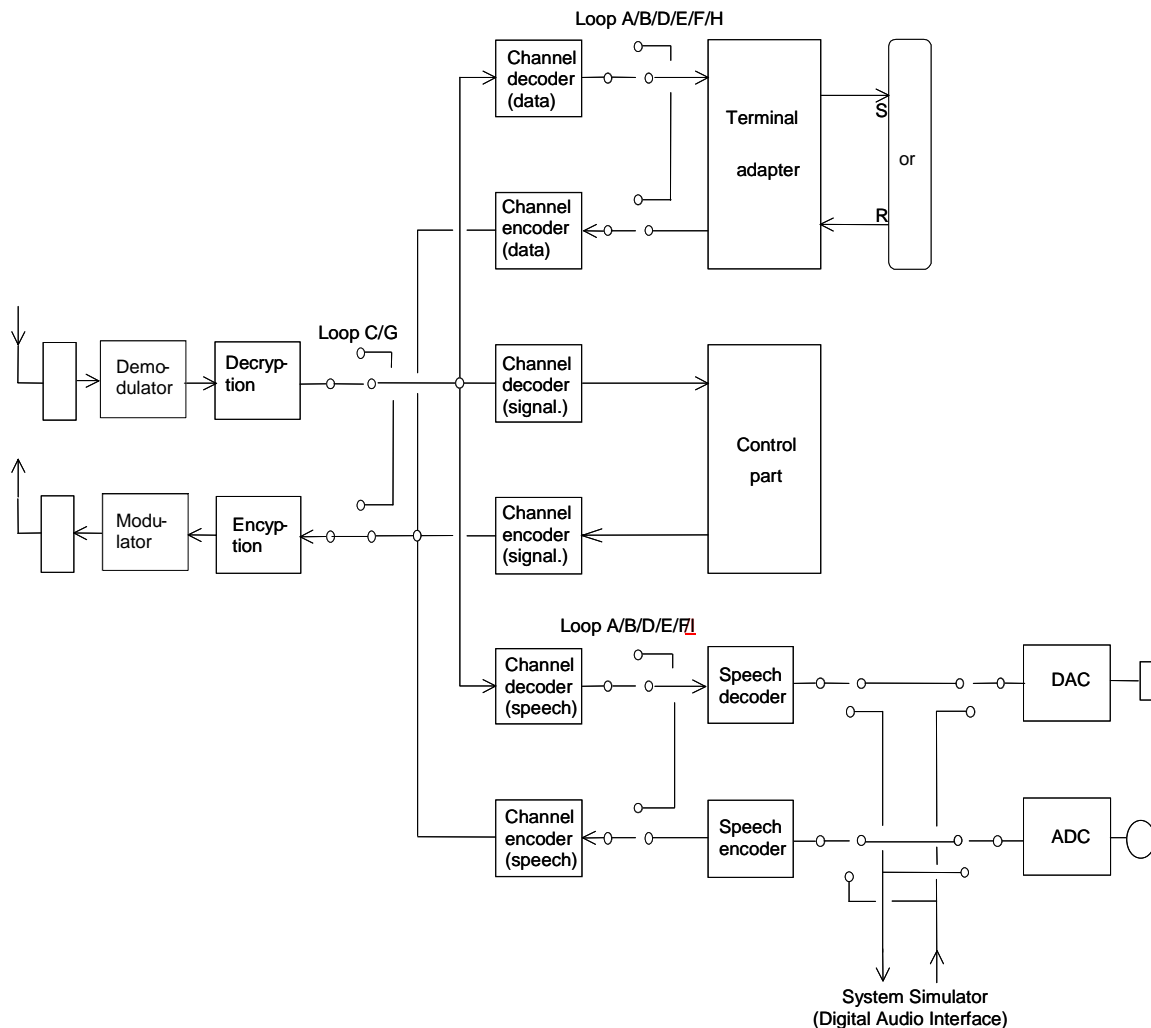 Loop A/B/D/E/F/H
Channel
decoder
(data)
Terminal
adapter
S
or
R
Channel
encoder
(data)
Loop C/G
Demo-
dulator
Decryp-
tion
Channel
decoder
(signal.)
Control
part
Modu-
lator
Encyp-
tion
Channel
encoder
(signal.)
Loop A/B/D/E/F/I
Channel
decoder
(speech)
Speech
decoder
DAC
Channel
encoder
(speech)
Speech
encoder
ADC
System Simulator
(Digital Audio Interface)